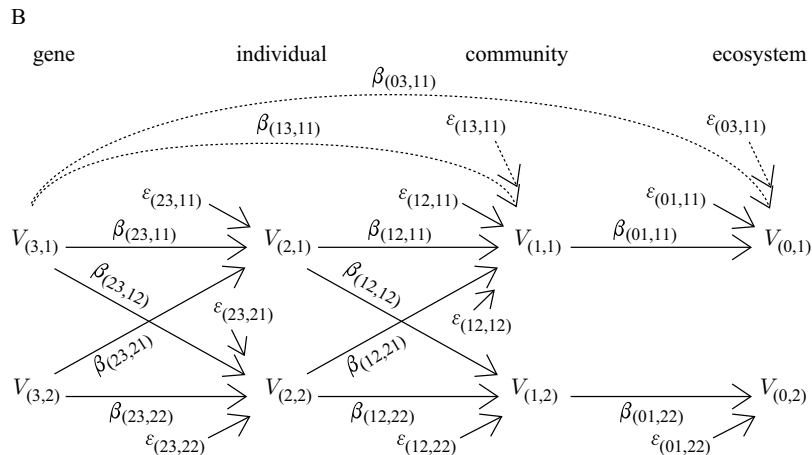 B
gene individual community ecosystem
β(03,11)
β(13,11) ε(13,11) ε(03,11)
ε(23,11) ε(12,11) ε(01,11)
V(3,1) β(23,11) V(2,1) β(12,11) V(1,1) β(01,11) V(0,1)
β(23,12) β(12,12)
ε(23,21) ε(12,12)
β(23,21) β(12,21)
V(3,2) V(2,2) V(1,2) V(0,2)
β(23,22) β(12,22) β(01,22)
ε(23,22) ε(12,22) ε(01,22)